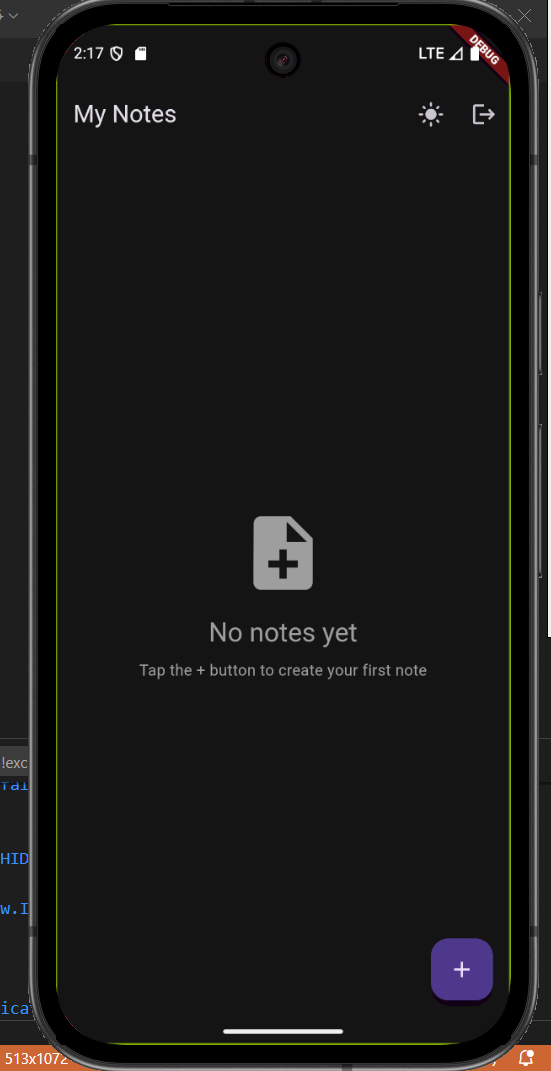 2:17
LTE
DEBUG
My Notes
No notes yet
Tap the + button to create your first note
!exc
HID
w.I
ica
513x1072